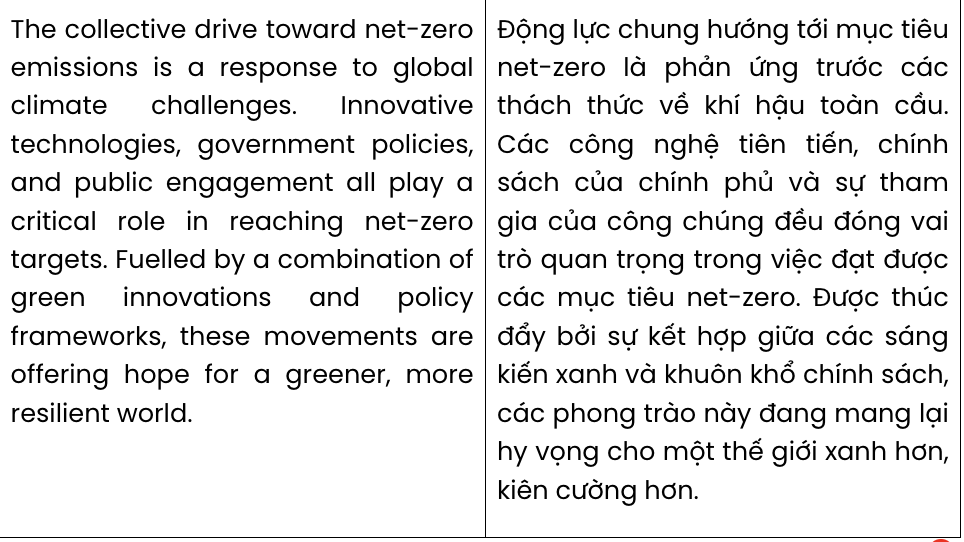 The collective drive toward net-zero
emissions is a response to global
climate challenges. Innovative
technologies, government policies,
and public engagement all play a
critical role in reaching net-zero
targets. Fuelled by a combination of
green innovations and policy
frameworks, these movements are
offering hope for a greener, more
resilient world.
Động lực chung hướng tới mục tiêu
net-zero là phản ứng trước các
thách thức về khí hậu toàn cầu.
Các công nghệ tiên tiến, chính
sách của chính phủ và sự tham
gia của công chúng đều đóng vai
trò quan trọng trong việc đạt được
các mục tiêu net-zero. Được thúc
đẩy bởi sự kết hợp giữa các sáng
kiến xanh và khuôn khổ chính sách,
các phong trào này đang mang lại
hy vọng cho một thế giới xanh hơn,
kiên cường hơn.